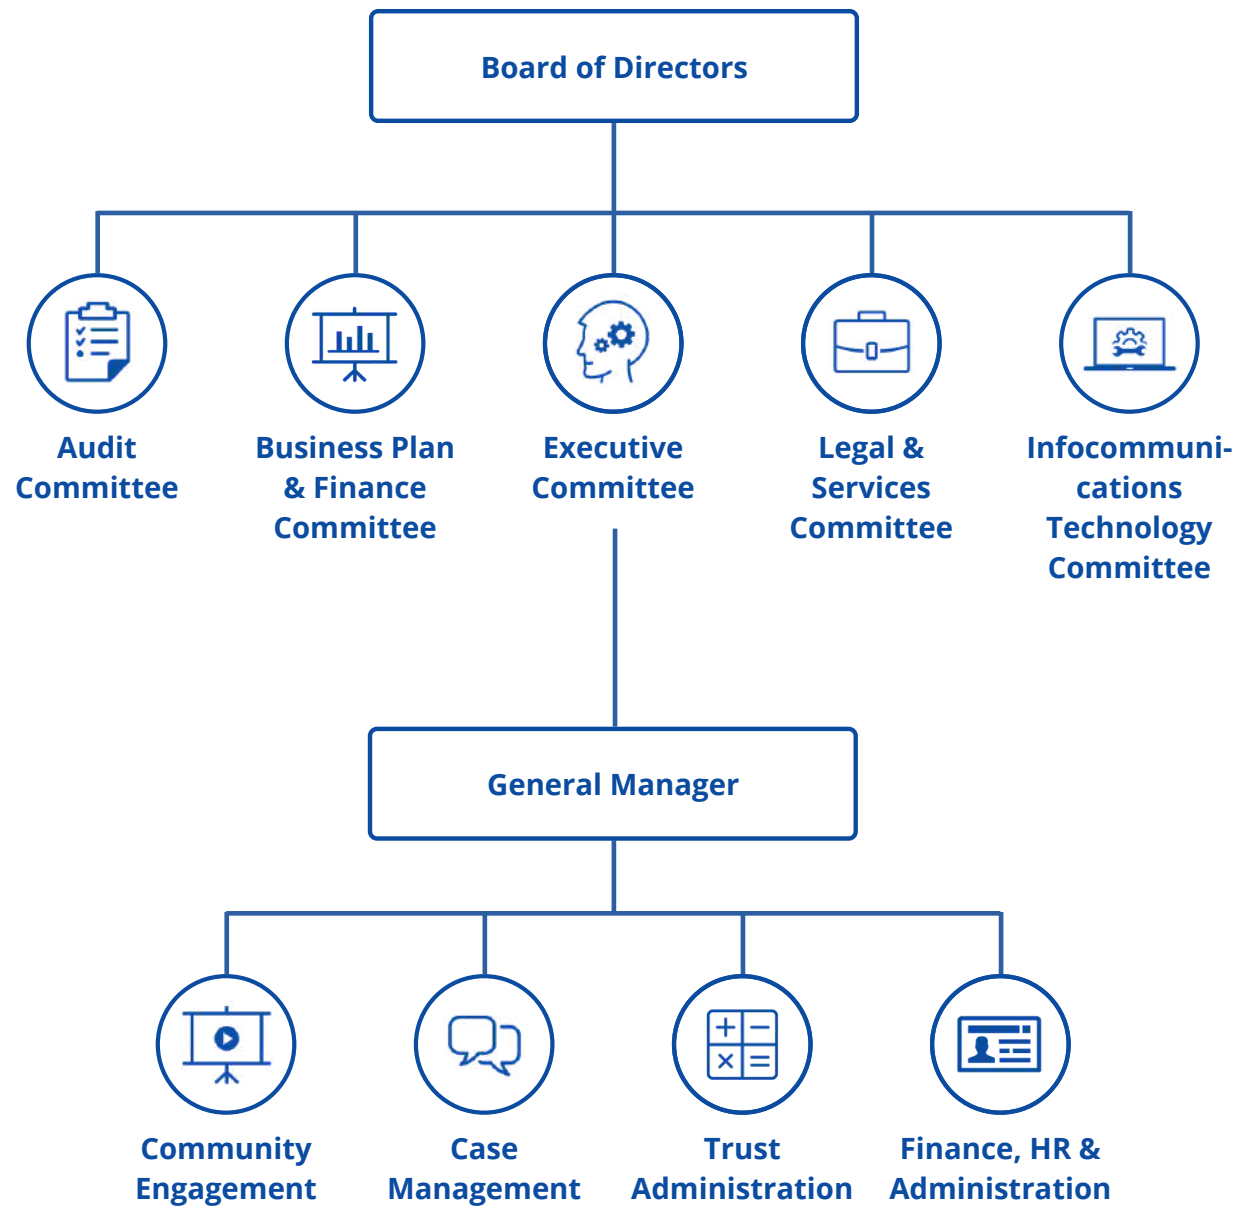 Board of Directors
Audit
Committee
Business Plan
& Finance
Committee
Executive
Committee
Legal &
Services
Committee
Infocommuni-
cations
Technology
Committee
General Manager
Community
Engagement
Case
Management
Trust
Administration
Finance, HR &
Administration